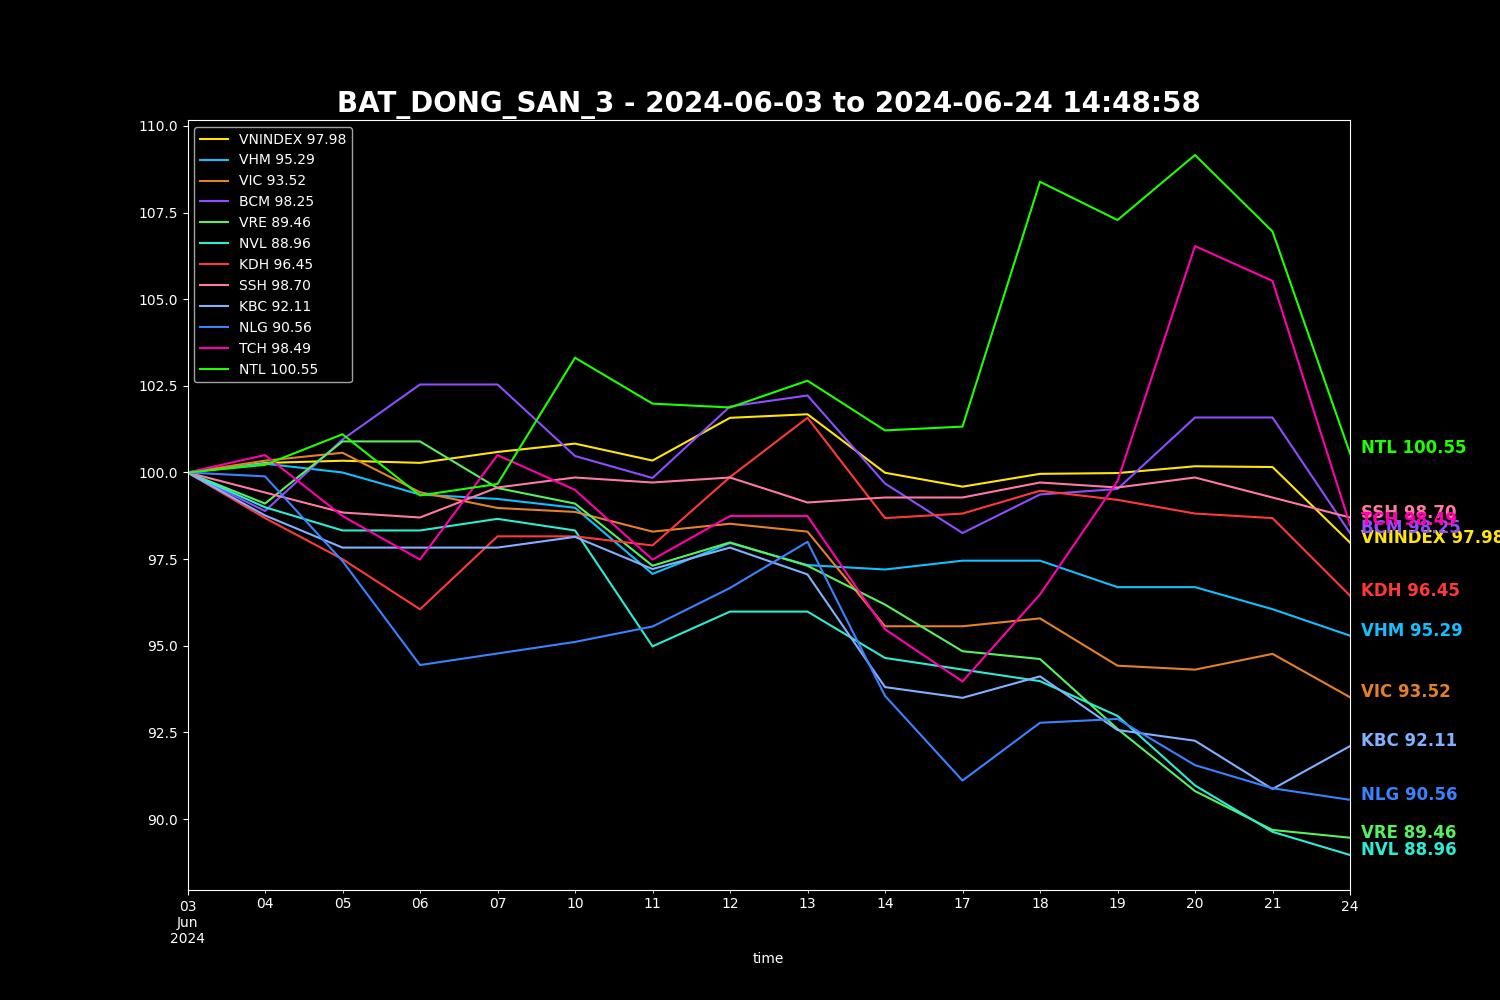 BAT_DONG_SAN_3 - 2024-06-03 to 2024-06-24 14:48:58
110.0
107.5
105.0
102.5
100.0
97.5
95.0
92.5
90.0
VNINDEX 97.98
VHM 95.29
VIC 93.52
BCM 98.25
VRE 89.46
NVL 88.96
KDH 96.45
SSH 98.70
KBC 92.11
NLG 90.56
TCH 98.49
NTL 100.55
NTL 100.55
SSH 98.70
TCH 98.49
BCM 98.25
VNINDEX 97.98
KDH 96.45
VHM 95.29
VIC 93.52
KBC 92.11
NLG 90.56
VRE 89.46
NVL 88.96
03 04 05 06 07 10 11 12 13 14 17 18 19 20 21 24
Jun
2024
time